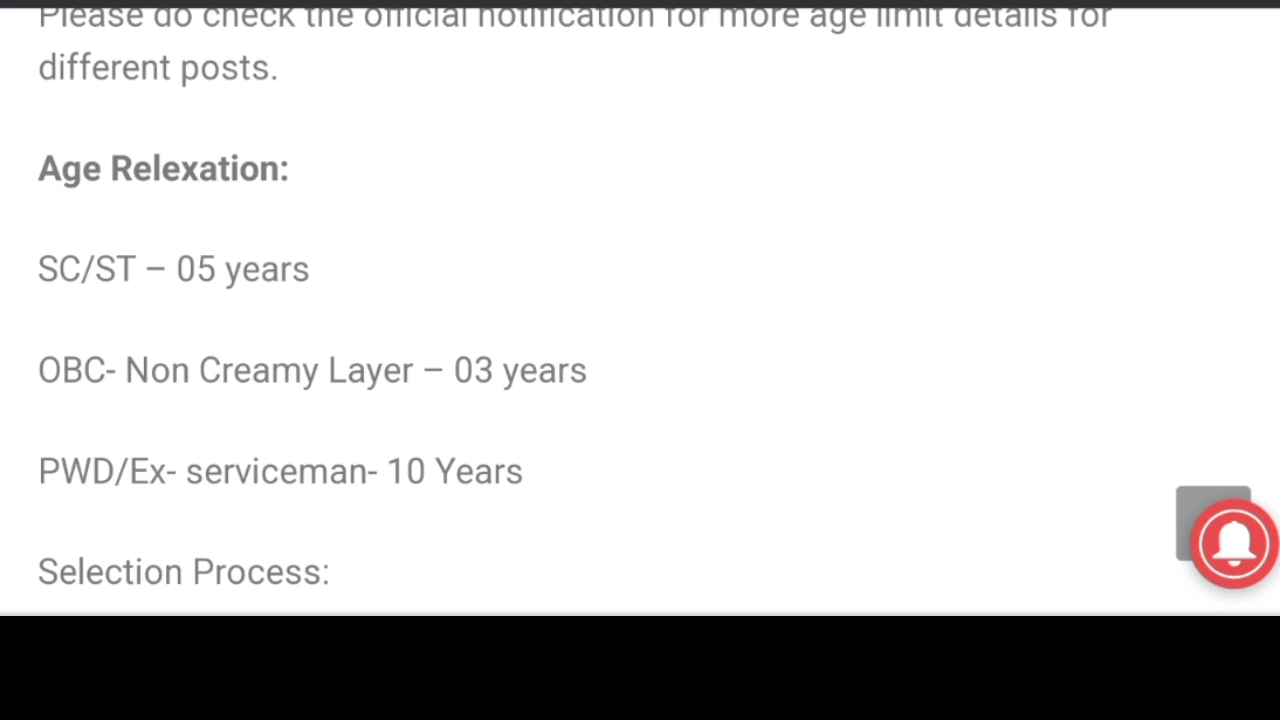 Please do check the official notification for more age limit details for
different posts.
Age Relexation:
SC/ST – 05 years
OBC- Non Creamy Layer – 03 years
PWD/Ex- serviceman- 10 Years
Selection Process: